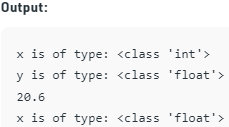 Output:
x is of type: <class 'int'>
y is of type: <class 'float'>
20.6
x is of type: <class 'float'>